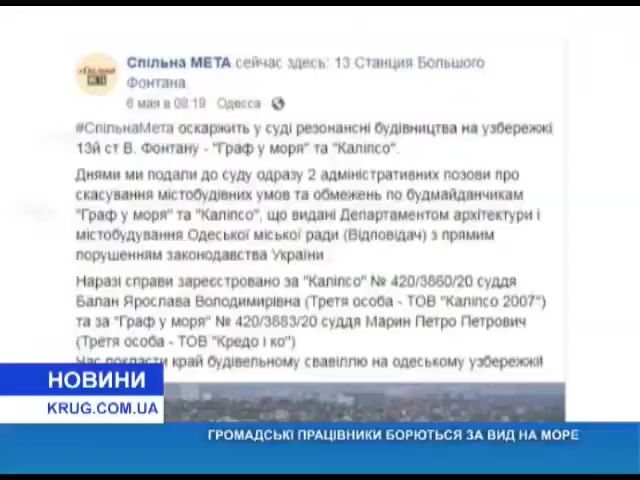 Спільна МЕТА сейчас здесь: 13 Станция Большого
Фонтана.
6 мая в 09:19 · Одесса ·
#СпільнаМета оскаржить у суді резонансні будівництва на узбережжі
13й ст В. Фонтану - "Граф у моря" та "Каліпсо".
Днями ми подали до суду одразу 2 адміністративних позови про
скасування містобудівних умов та обмежень по будмайданчикам
"Граф у моря" та "Каліпсо", що видані Департаментом архітектури і
містобудування Одеської міської ради (Відповідач) з прямим
порушенням законодавства України .
Наразі справи зареєстровано за "Каліпсо" № 420/3860/20 суддя
Балан Ярослава Володимирівна (Третя особа - ТОВ "Каліпсо 2007")
та за "Граф у моря" № 420/3883/20 суддя Марин Петро Петрович
(Третя особа - ТОВ "Кредо і ко")
Час покласти край будівельному свавіллю на одеському узбережжі!
НОВИНИ
KRUG.COM.UA
ГРОМАДСЬКІ ПРАЦІВНИКИ БОРЮТЬСЯ ЗА ВИД НА МОРЕ